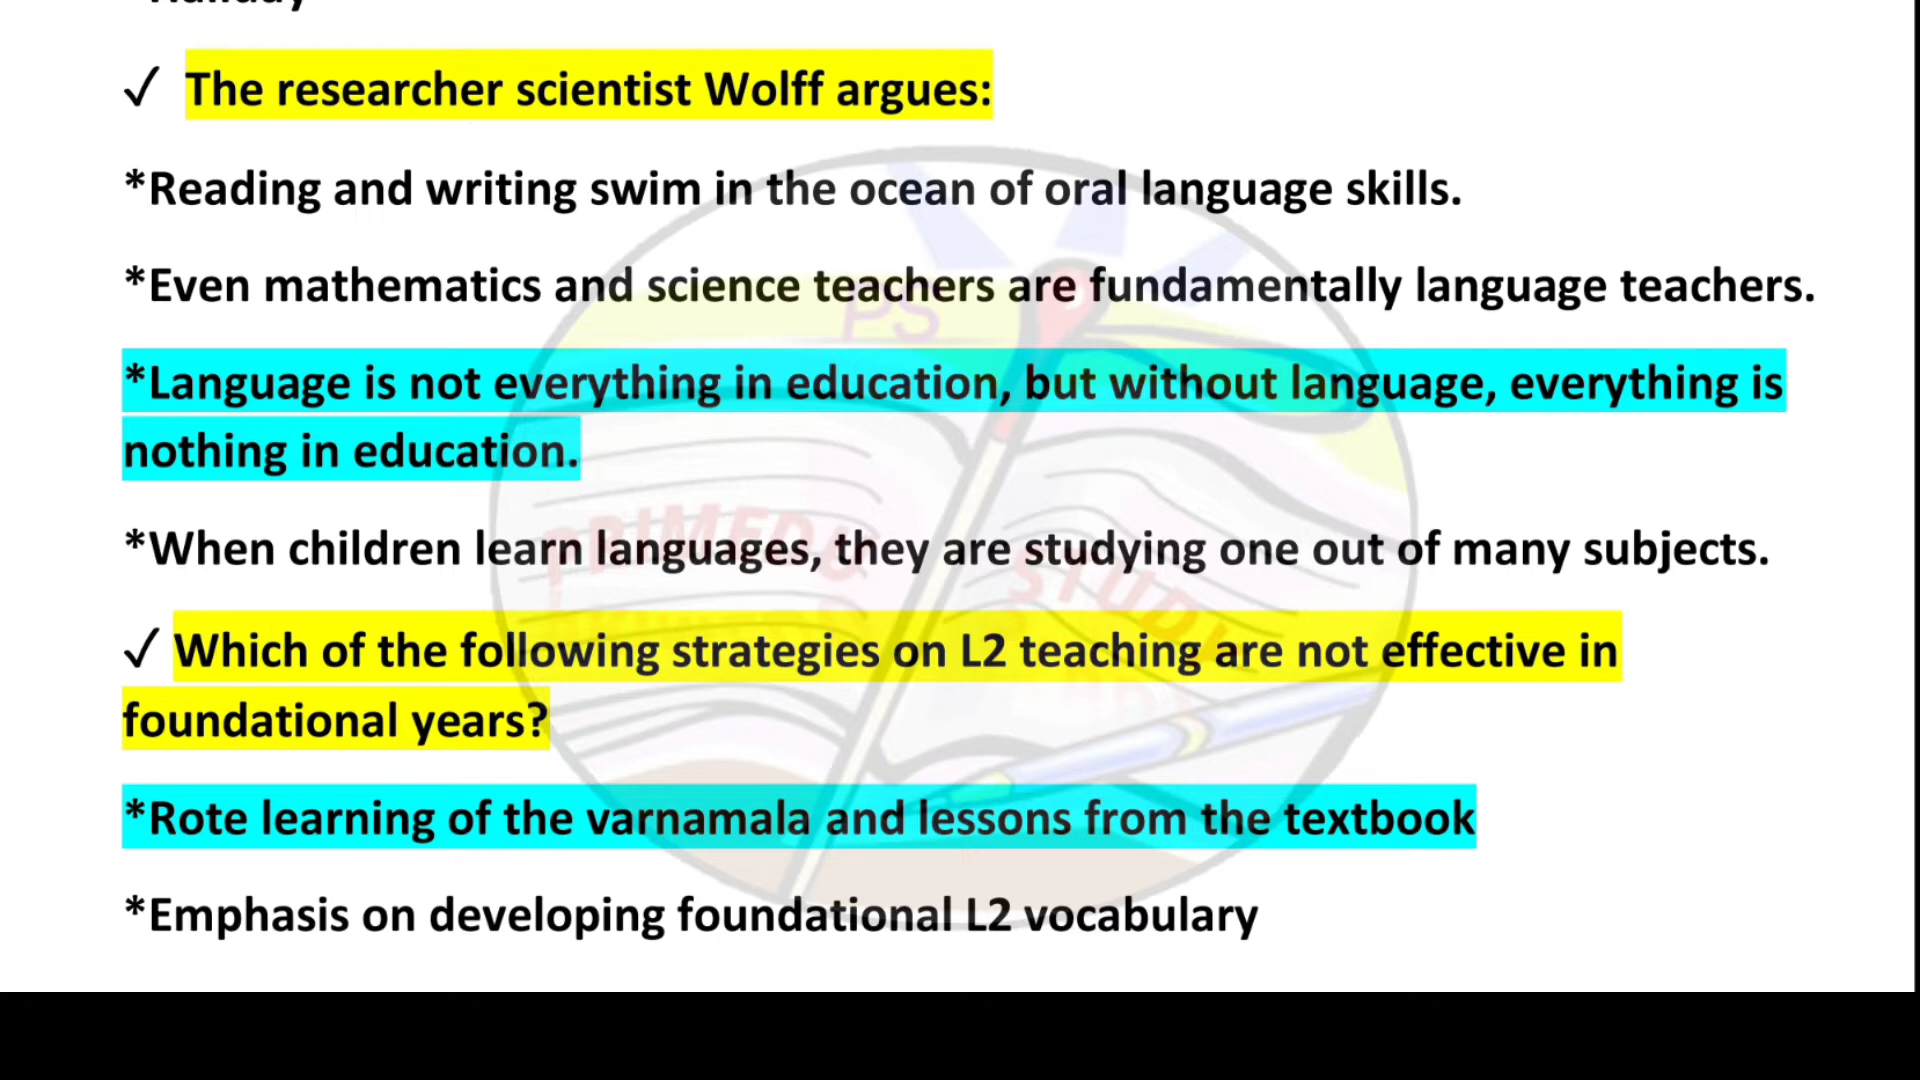 ✓ The researcher scientist Wolff argues:
*Reading and writing swim in the ocean of oral language skills.
*Even mathematics and science teachers are fundamentally language teachers.
PS
*Language is not everything in education, but without language, everything is
nothing in education.
*When children learn languages, they are studying one out of many subjects.
STUDY
✓ Which of the following strategies on L2 teaching are not effective in
foundational years?
*Rote learning of the varnamala and lessons from the textbook
*Emphasis on developing foundational L2 vocabulary